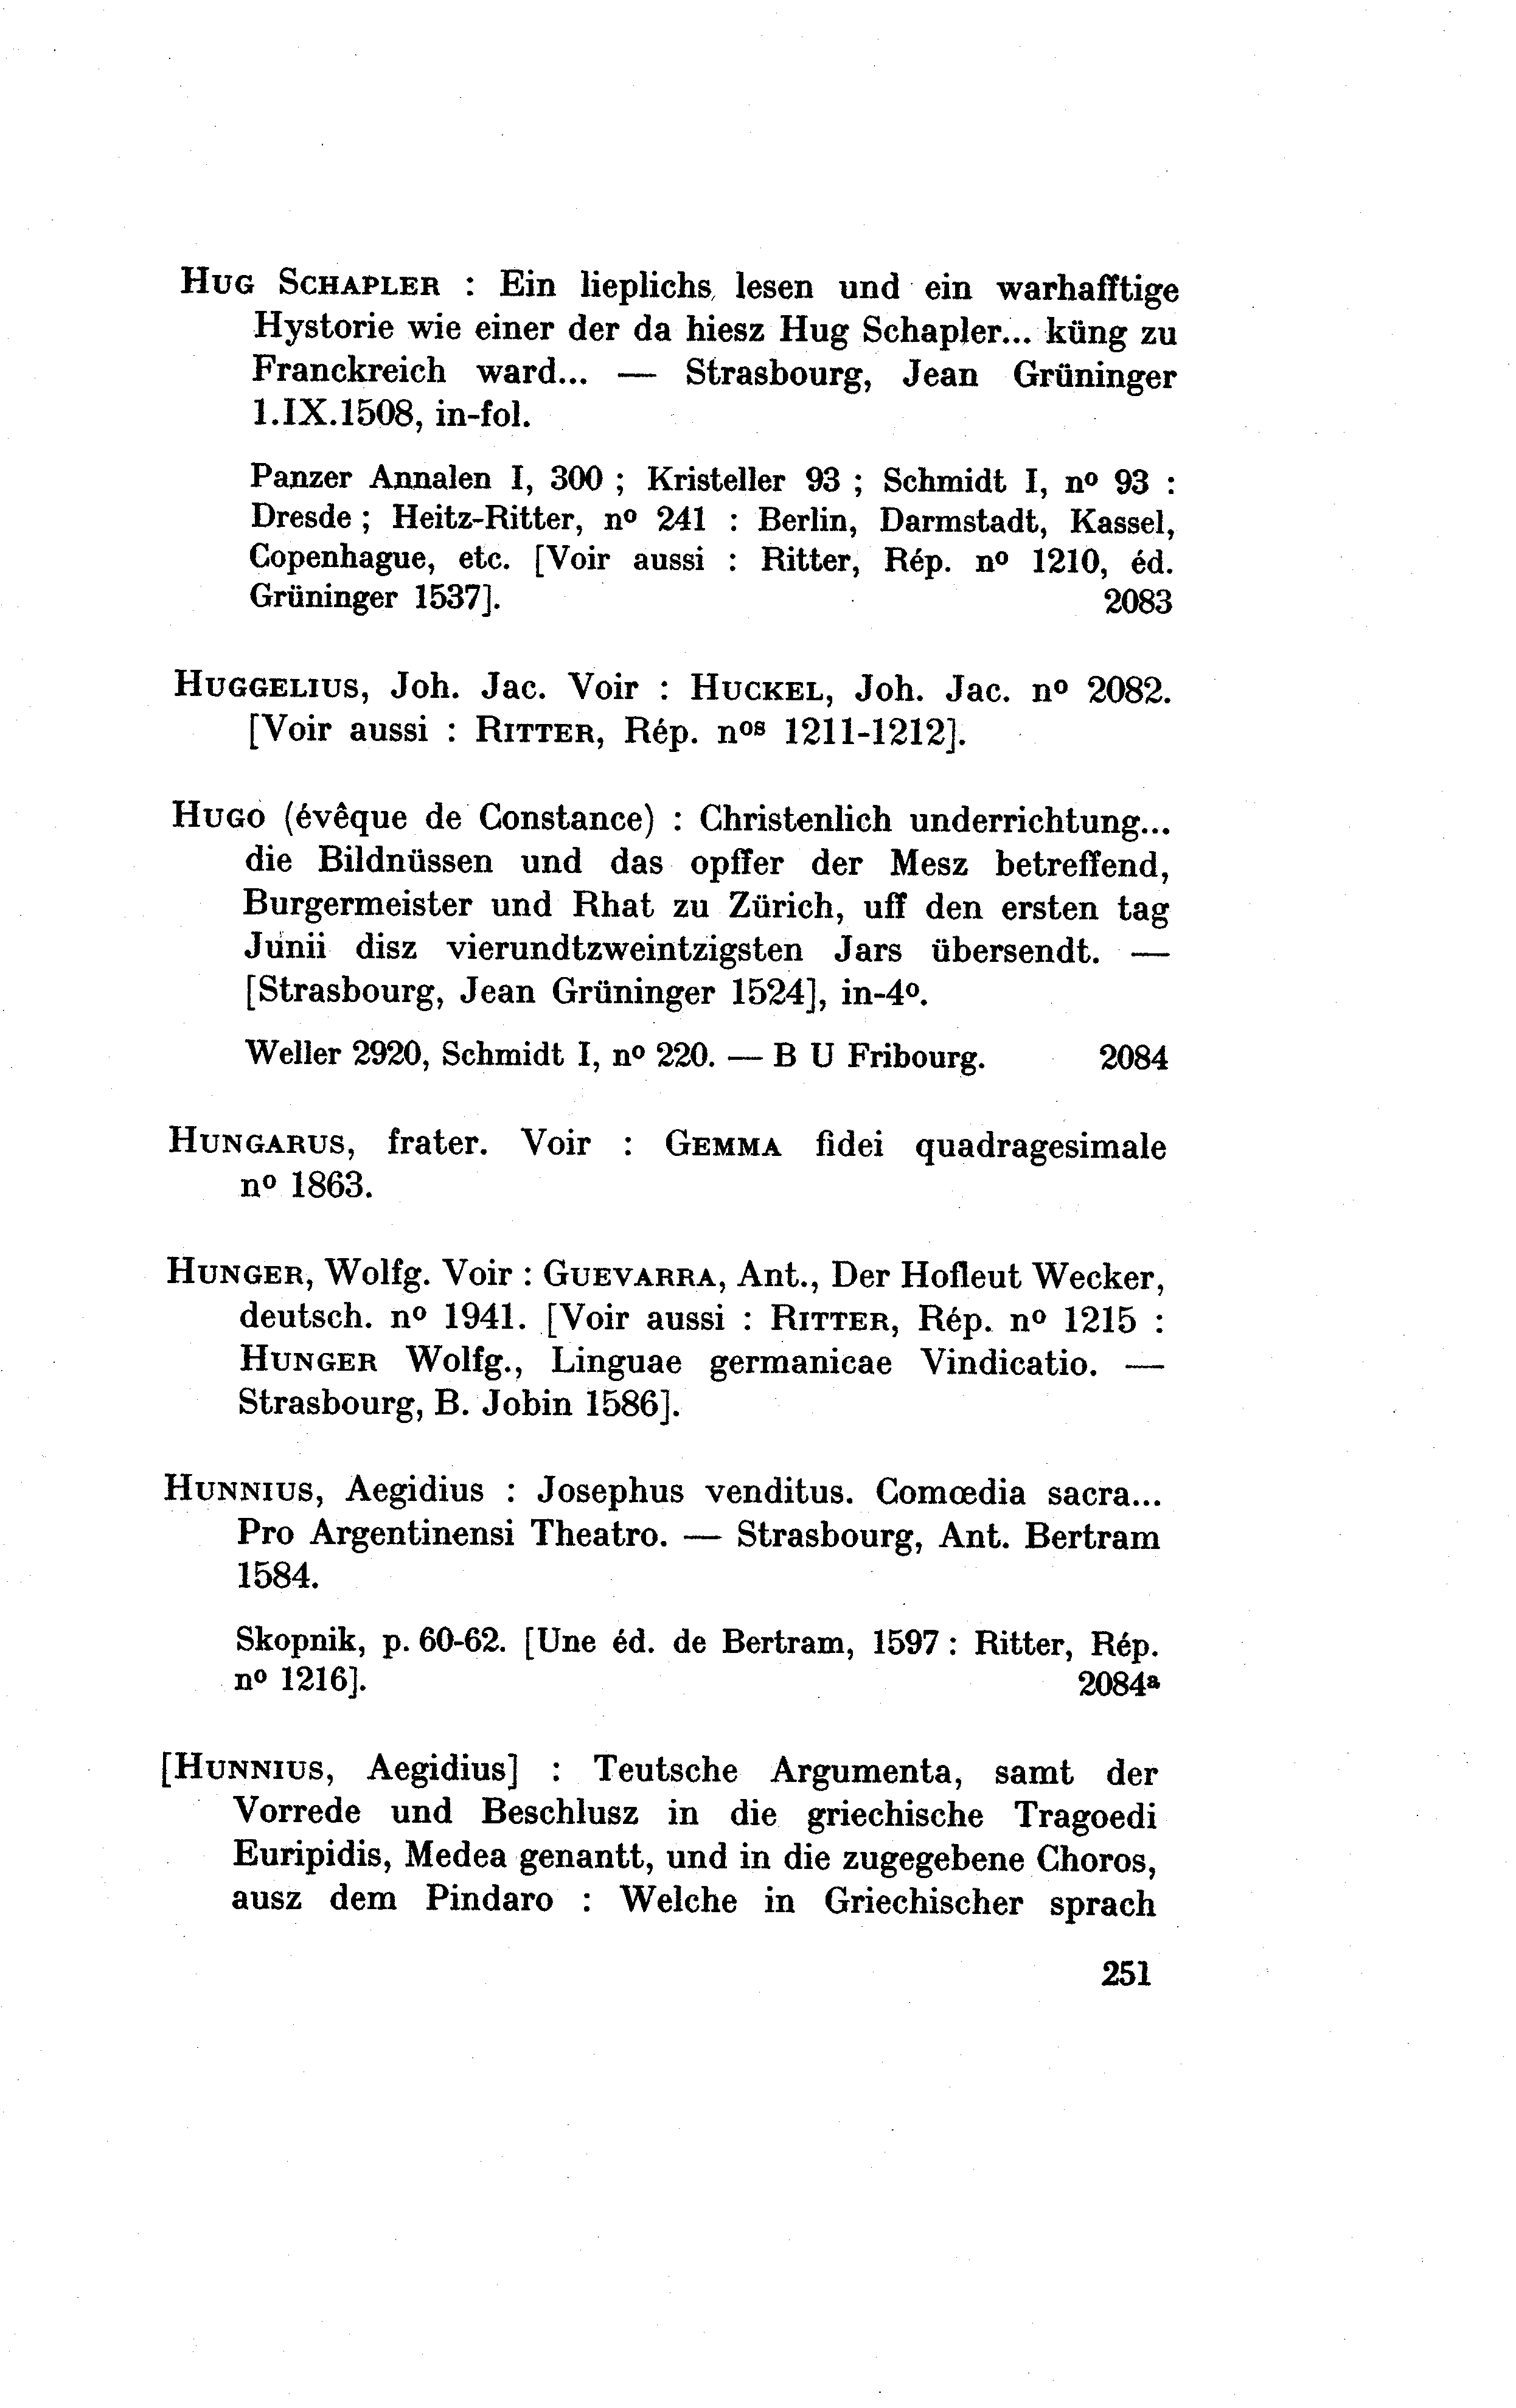 HUG SCHAPLER : Ein lieplichs lesen und ein warhafftige
Hystorie wie einer der da hiesz Hug Schapler... küng zu
Franckreich ward... — Strasbourg, Jean Grüninger
1.IX.1508, in-fol.
Panzer Annalen I, 300 ; Kristeller 93 ; Schmidt I, nº 93 :
Dresde ; Heitz-Ritter, nº 241 : Berlin, Darmstadt, Kassel,
Copenhague, etc. [Voir aussi : Ritter, Rép. nº 1210, éd.
Grüninger 1537]. 2083
HUGGELIUS, Joh. Jac. Voir : HUCKEL, Joh. Jac. nº 2082.
[Voir aussi : RITTER, Rép. nos 1211-1212].
HUGO (évêque de Constance) : Christenlich underrichtung...
die Bildnüssen und das opffer der Mesz betreffend,
Burgermeister und Rhat zu Zürich, uff den ersten tag
Junii disz vierundtzweintzigsten Jars übersendt. —
[Strasbourg, Jean Grüninger 1524], in-4º.
Weller 2920, Schmidt I, nº 220. — B U Fribourg. 2084
HUNGARUS, frater. Voir : GEMMA fidei quadragesimale
nº 1863.
HUNGER, Wolfg. Voir : GUEVARRA, Ant., Der Hofleut Wecker,
deutsch. nº 1941. [Voir aussi : RITTER, Rép. nº 1215 :
HUNGER Wolfg., Linguae germanicae Vindicatio. —
Strasbourg, B. Jobin 1586].
HUNNIUS, Aegidius : Josephus venditus. Comœdia sacra...
Pro Argentinensi Theatro. — Strasbourg, Ant. Bertram
1584.
Skopnik, p. 60-62. [Une éd. de Bertram, 1597 : Ritter, Rép.
nº 1216]. 2084ª
[HUNNIUS, Aegidius] : Teutsche Argumenta, samt der
Vorrede und Beschlusz in die griechische Tragoedi
Euripidis, Medea genantt, und in die zugegebene Choros,
ausz dem Pindaro : Welche in Griechischer sprach
251